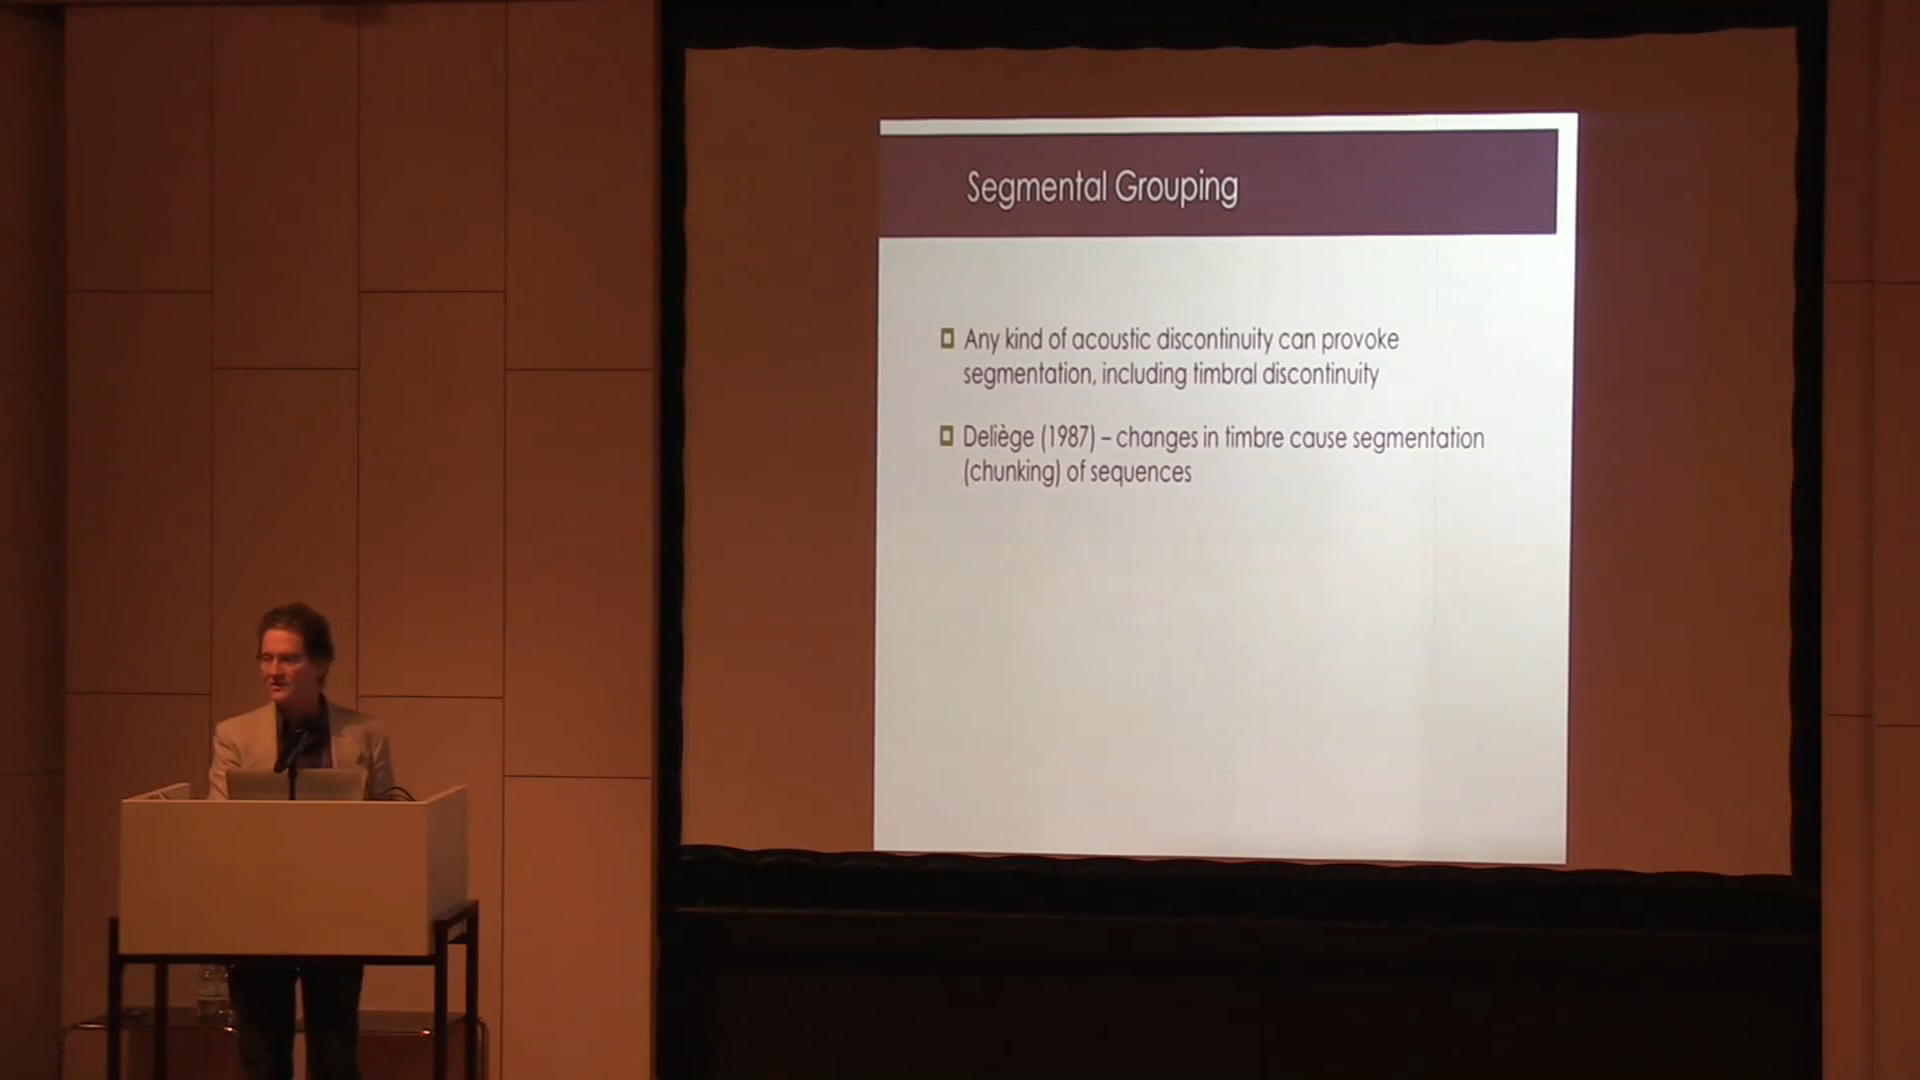 Segmental Grouping
Any kind of acoustic discontinuity can provoke
segmentation, including timbral discontinuity
Deliège (1987) – changes in timbre cause segmentation
(chunking) of sequences